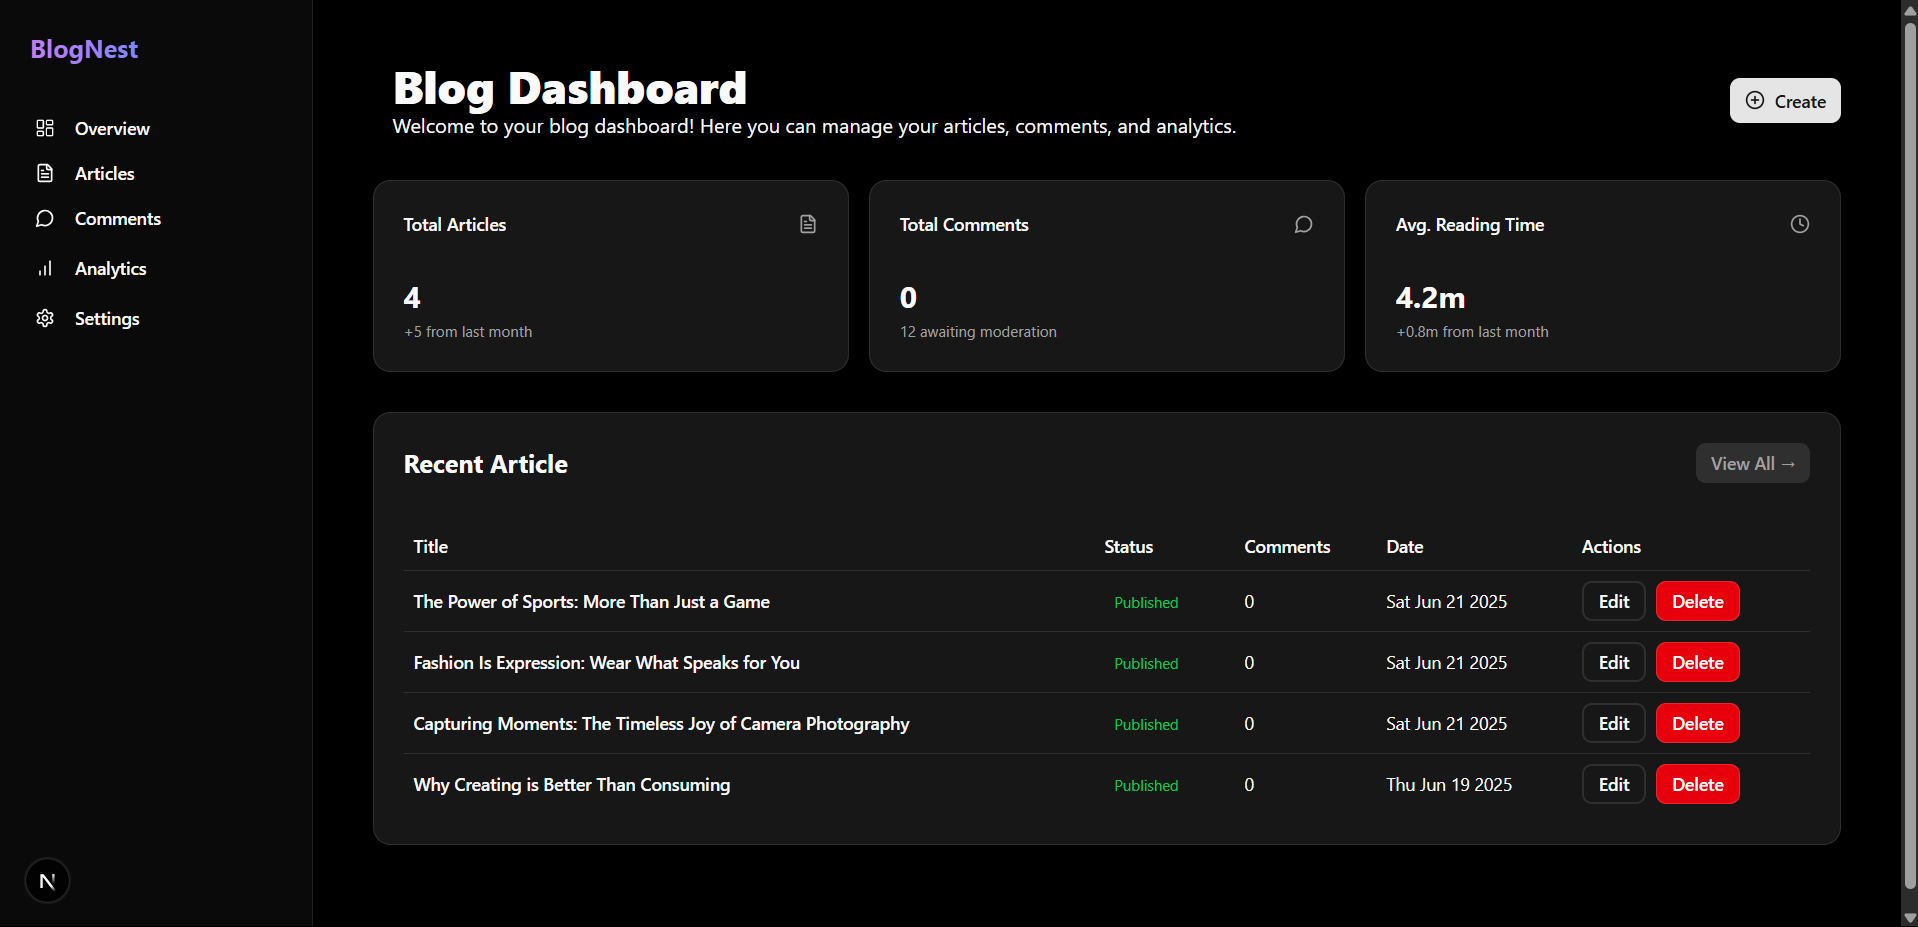 BlogNest
Overview
Articles
Comments
Analytics
Settings
N
Blog Dashboard
Welcome to your blog dashboard! Here you can manage your articles, comments, and analytics.
Create
Total Articles
4
+5 from last month
Total Comments
0
12 awaiting moderation
Avg. Reading Time
4.2m
+0.8m from last month
Recent Article
View All →
Title Status Comments Date Actions
The Power of Sports: More Than Just a Game Published 0 Sat Jun 21 2025 Edit Delete
Fashion Is Expression: Wear What Speaks for You Published 0 Sat Jun 21 2025 Edit Delete
Capturing Moments: The Timeless Joy of Camera Photography Published 0 Sat Jun 21 2025 Edit Delete
Why Creating is Better Than Consuming Published 0 Thu Jun 19 2025 Edit Delete